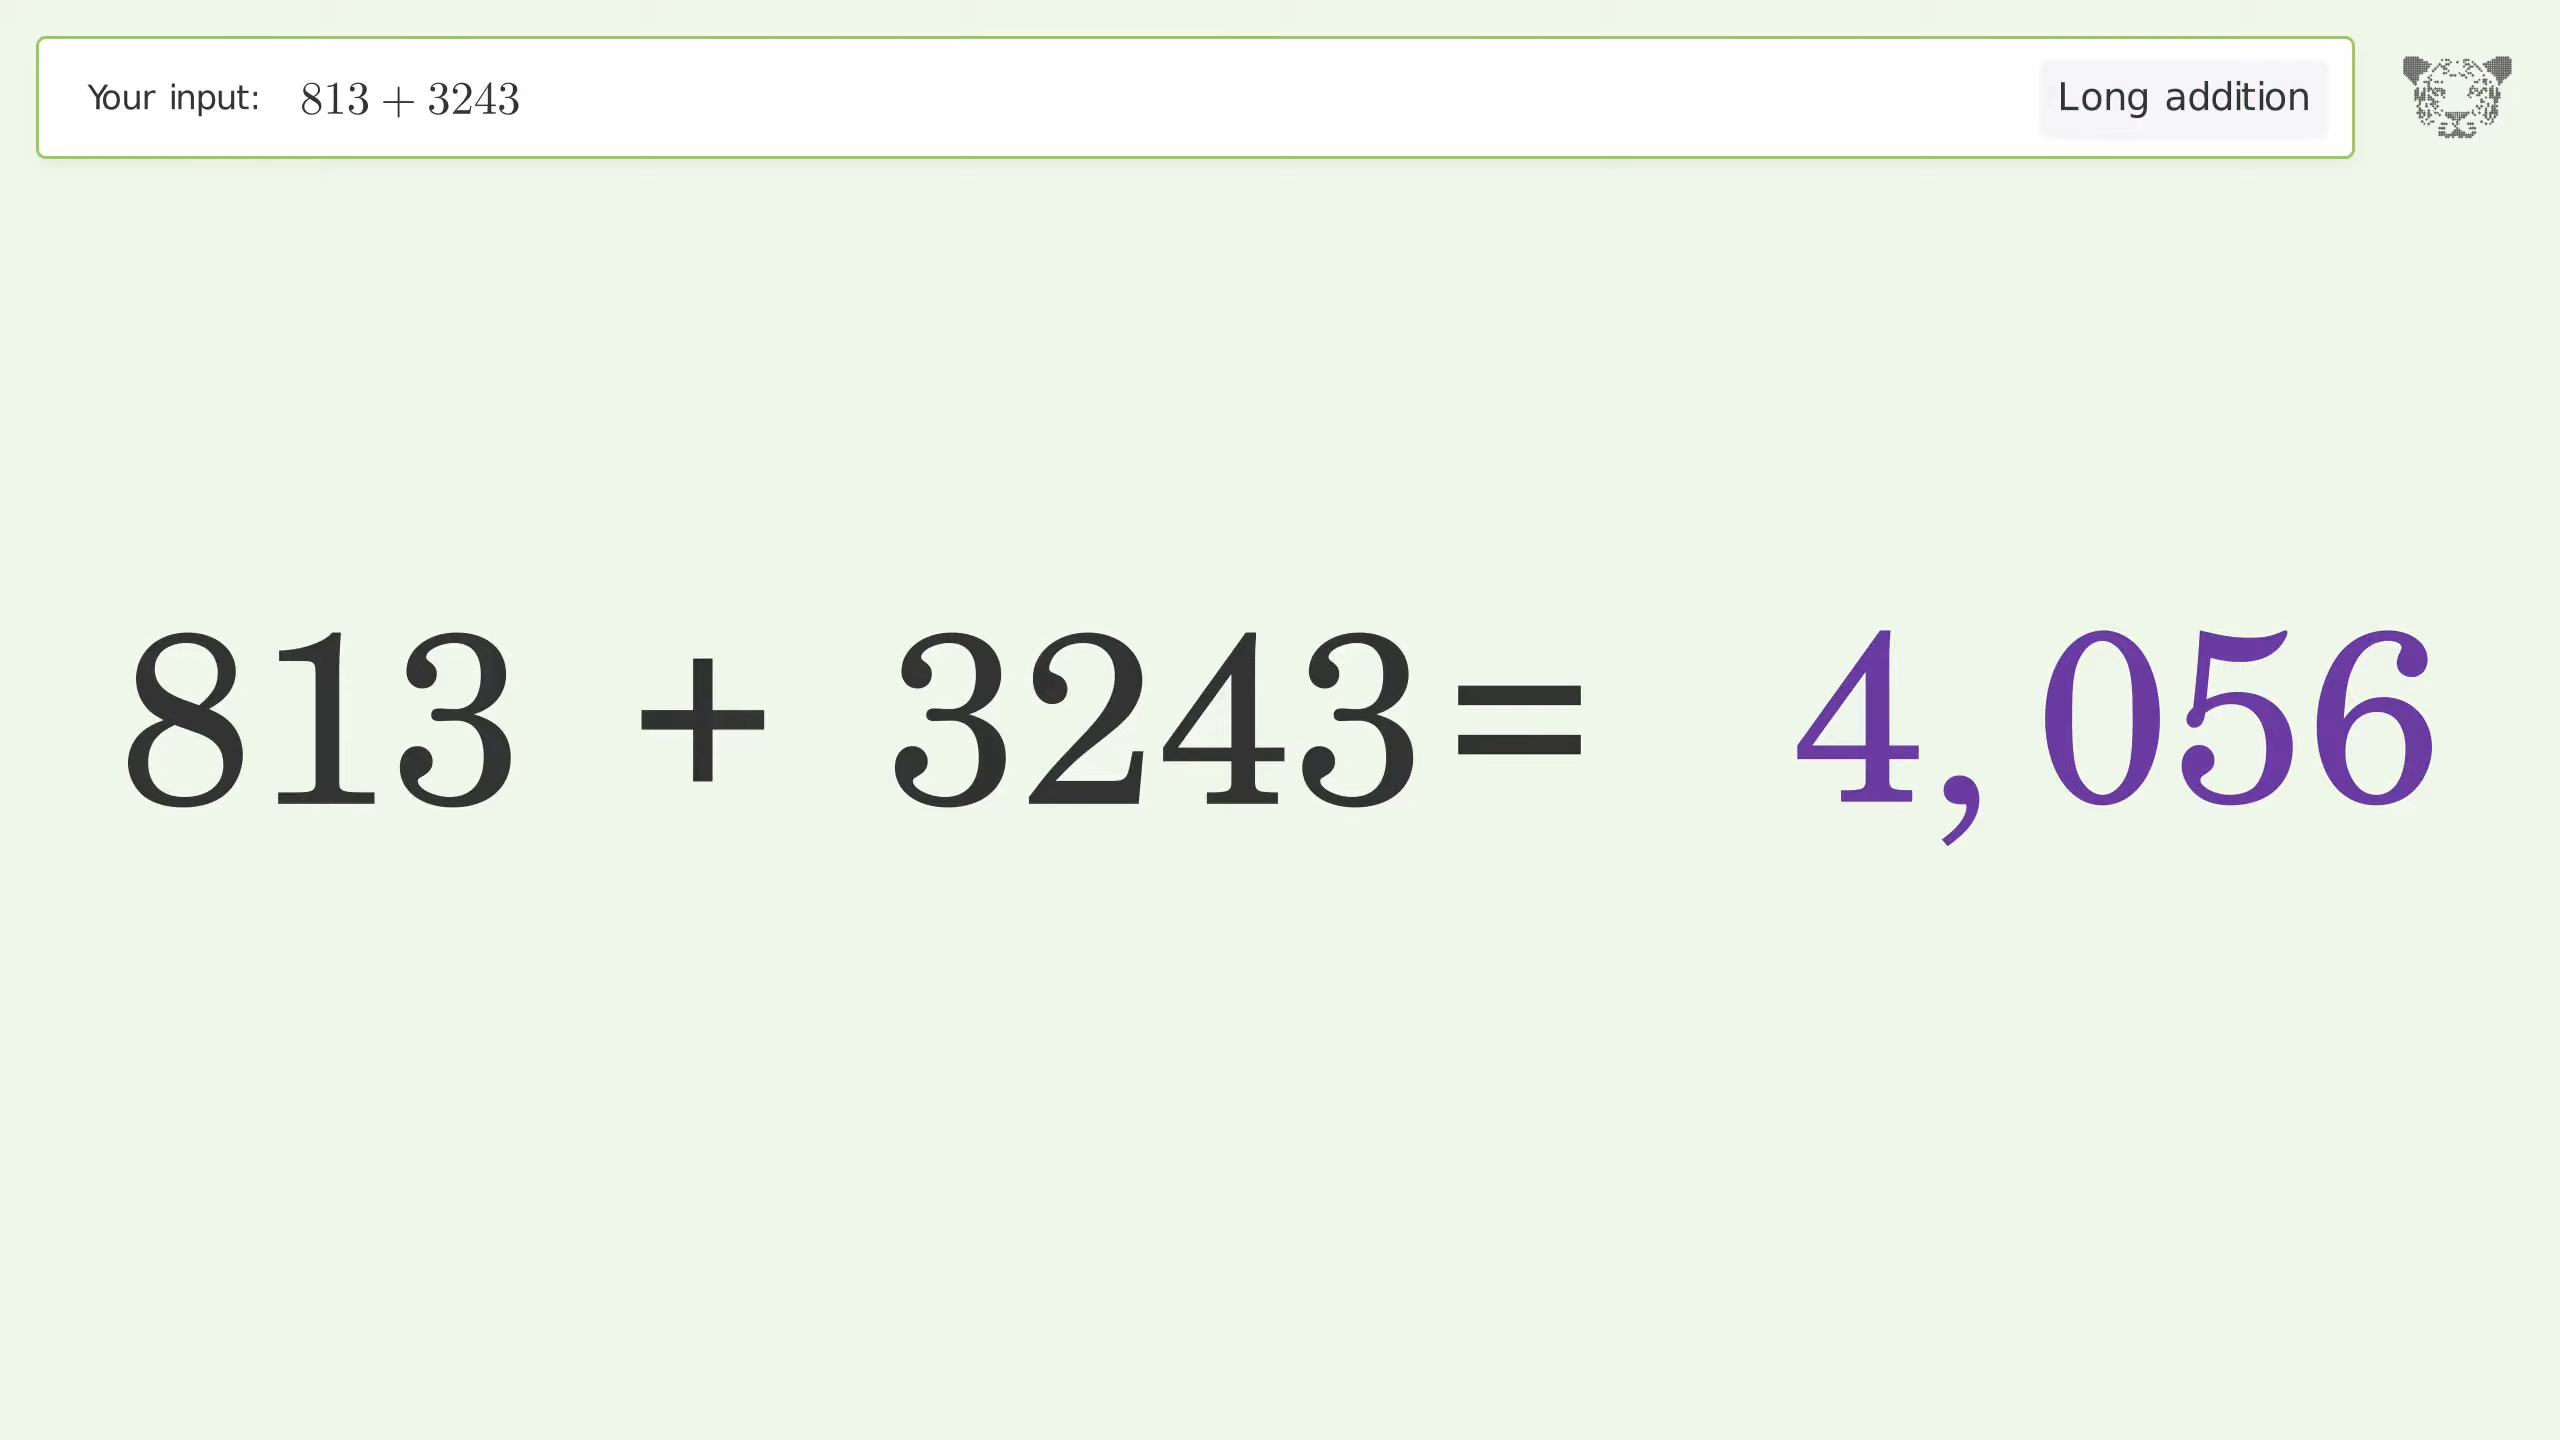 Your input: 813 + 3243
Long addition
813 + 3243 = 4,056